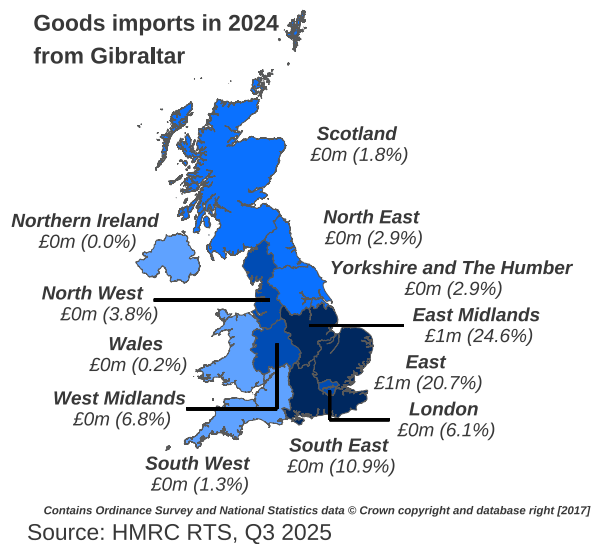 Goods imports in 2024
from Gibraltar
Scotland
£0m (1.8%)
Northern Ireland
£0m (0.0%)
North East
£0m (2.9%)
Yorkshire and The Humber
£0m (2.9%)
North West
£0m (3.8%)
East Midlands
£1m (24.6%)
Wales
£0m (0.2%)
East
£1m (20.7%)
West Midlands
£0m (6.8%)
London
£0m (6.1%)
South East
£0m (10.9%)
South West
£0m (1.3%)
Contains Ordinance Survey and National Statistics data © Crown copyright and database right [2017]
Source: HMRC RTS, Q3 2025